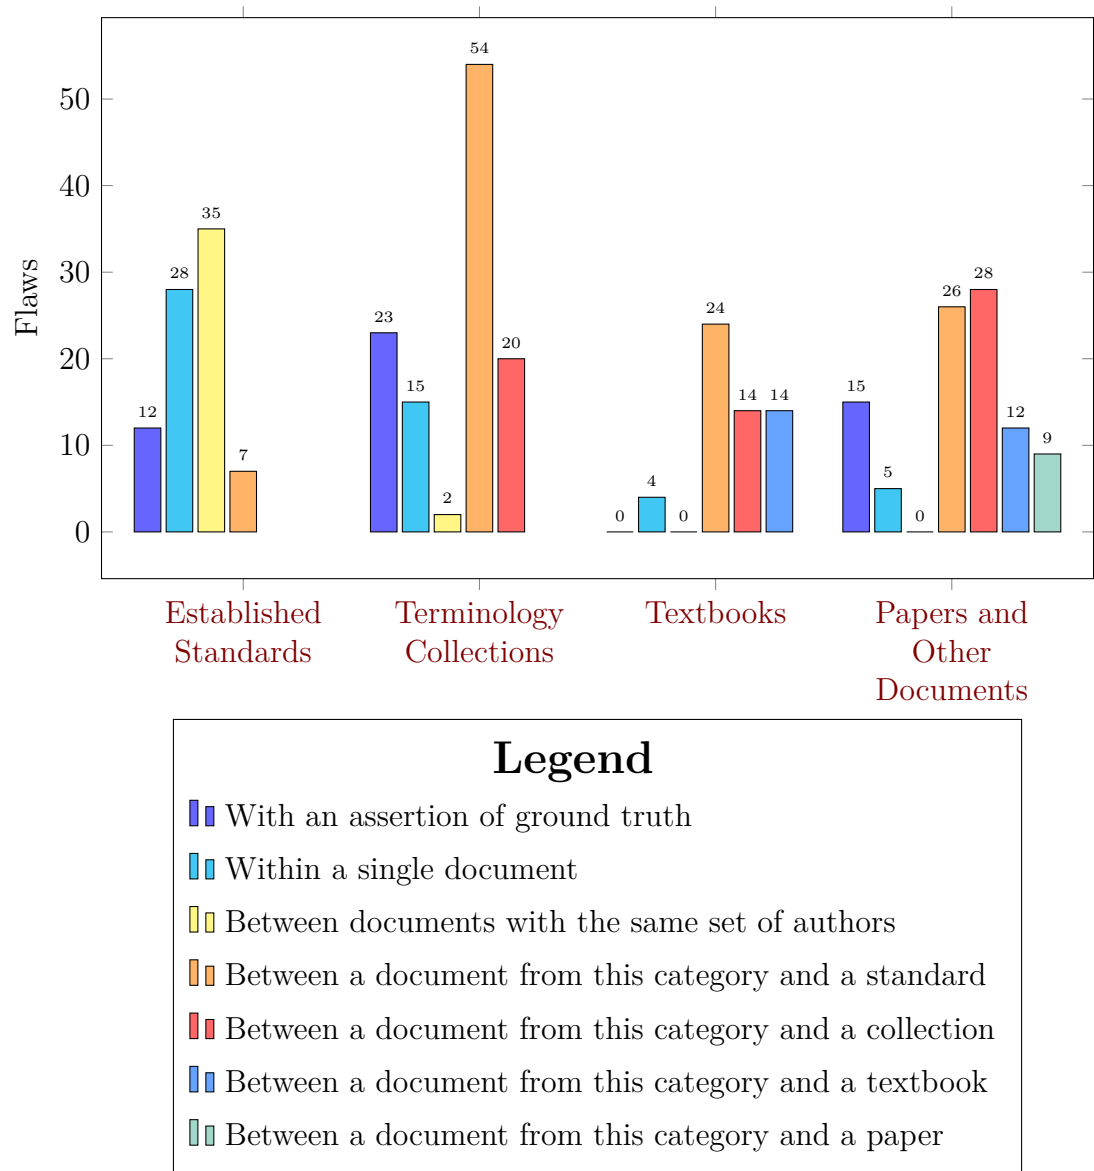 54
50
40
35
30
28
28
26
24
23
20
20
15
15
14
14
12
12
10
9
7
5
4
2
0
0
0
0
Flaws
Established
Standards
Terminology
Collections
Textbooks
Papers and
Other
Documents
Legend
With an assertion of ground truth
Within a single document
Between documents with the same set of authors
Between a document from this category and a standard
Between a document from this category and a collection
Between a document from this category and a textbook
Between a document from this category and a paper